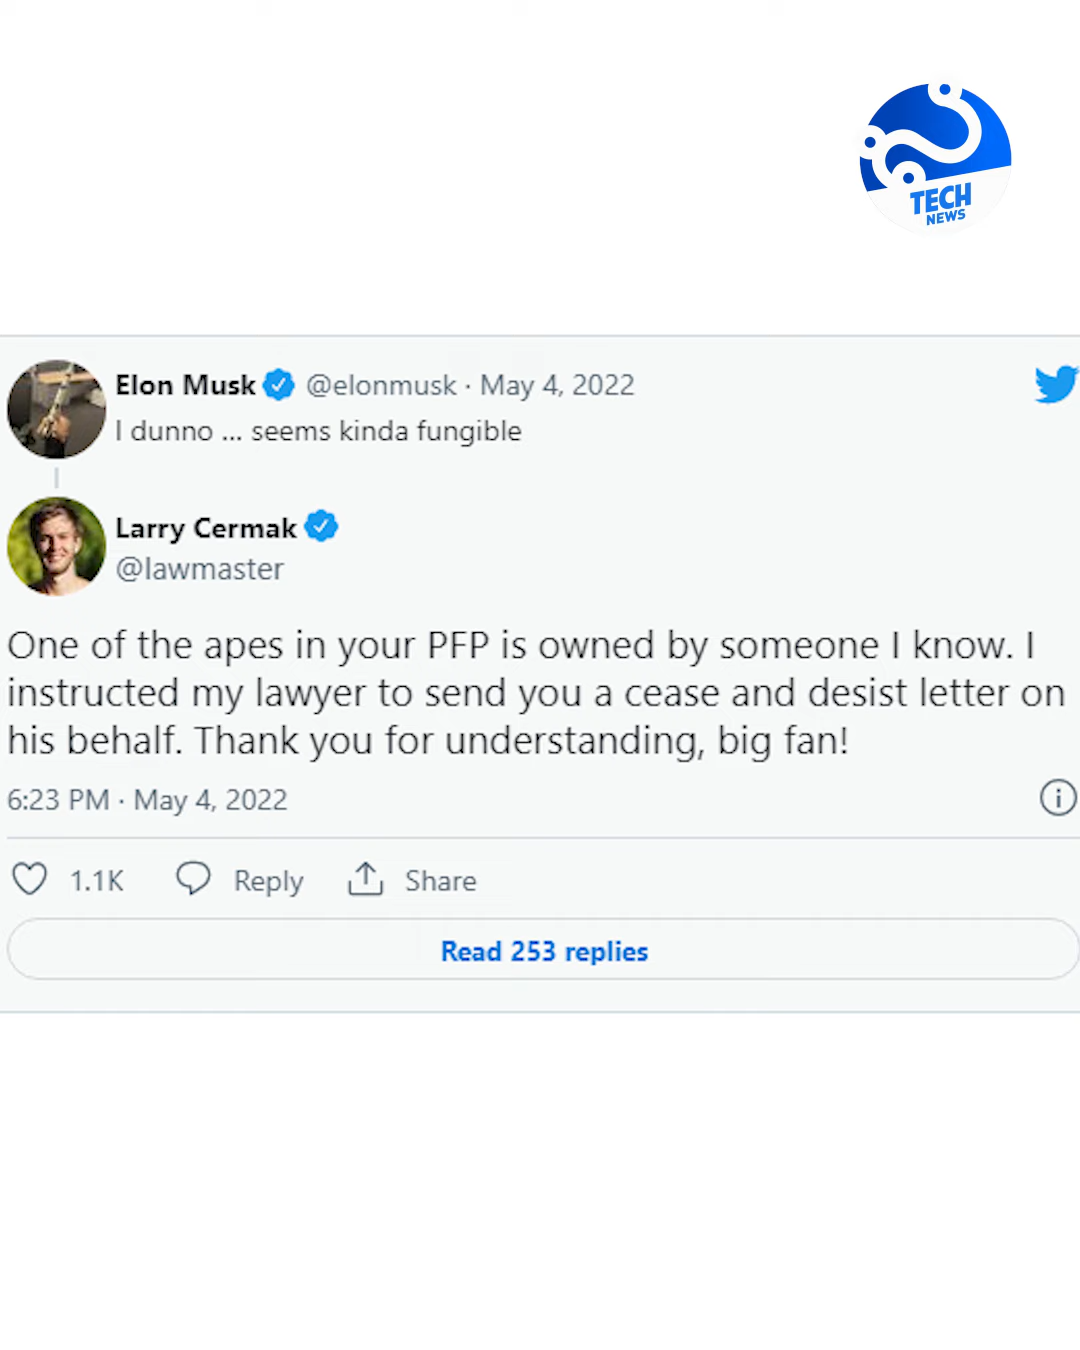 TECH
NEWS
Elon Musk @elonmusk · May 4, 2022
I dunno ... seems kinda fungible
Larry Cermak
@lawmaster
One of the apes in your PFP is owned by someone I know. I
instructed my lawyer to send you a cease and desist letter on
his behalf. Thank you for understanding, big fan!
6:23 PM · May 4, 2022
1.1K Reply Share
Read 253 replies